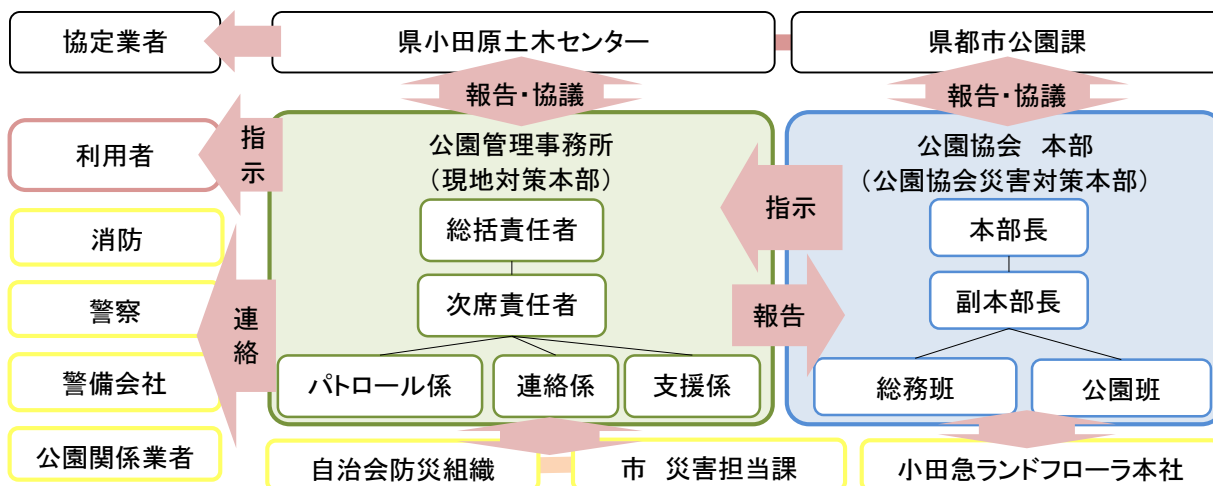 協定業者
県小田原土木センター
県都市公園課
報告・協議
報告・協議
利用者
指
示
公園管理事務所
（現地対策本部）
公園協会　本部
（公園協会災害対策本部）
指示
総括責任者
本部長
消防
次席責任者
副本部長
警察
連
絡
報告
パトロール係
連絡係
支援係
総務班
公園班
警備会社
公園関係業者
自治会防災組織
市　災害担当課
小田急ランドフローラ本社